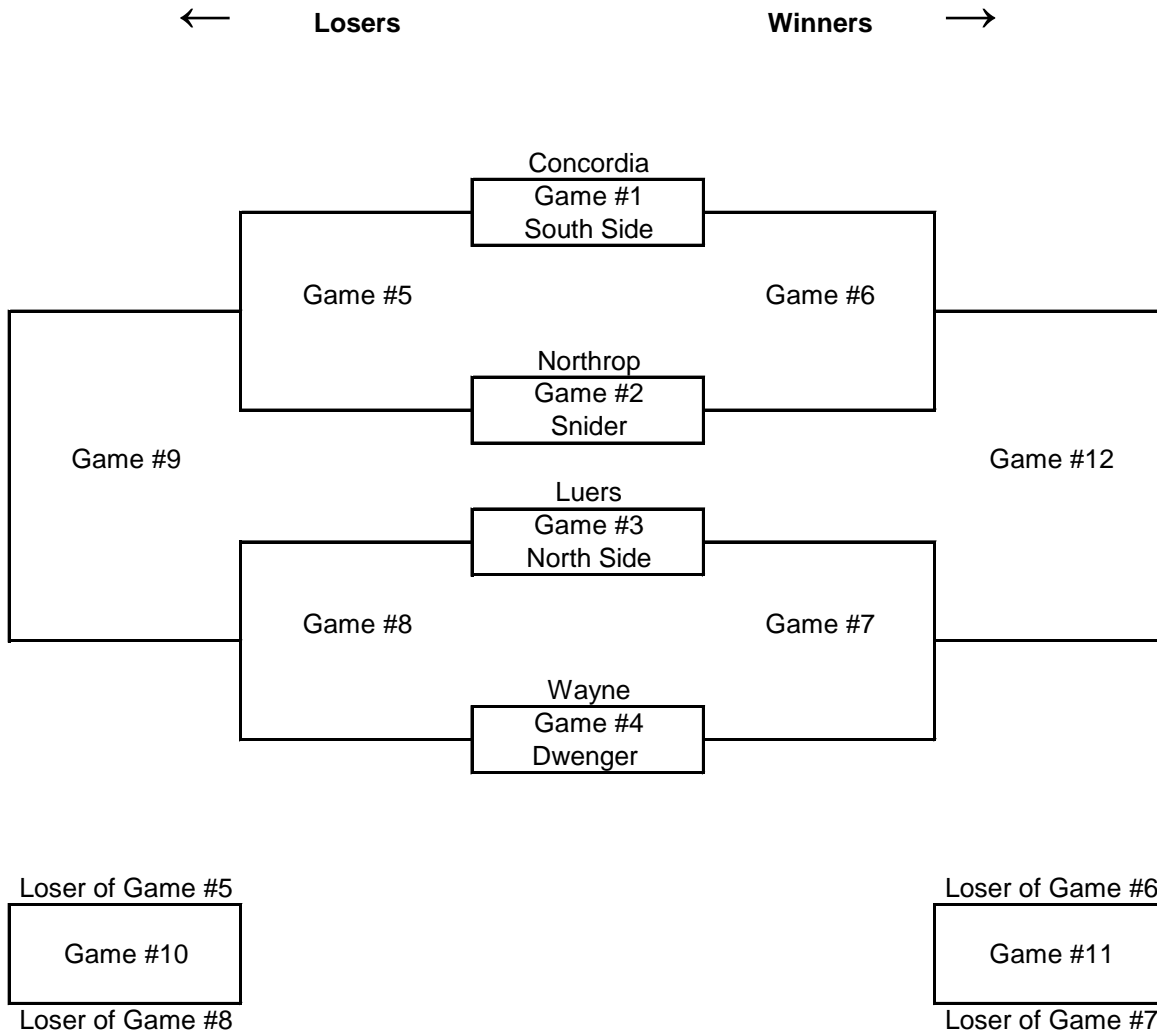 ← Losers Winners →
Concordia
Game #1
South Side
Game #5 Game #6
Northrop
Game #2
Snider
Game #9 Game #12
Luers
Game #3
North Side
Game #8 Game #7
Wayne
Game #4
Dwenger
Loser of Game #5 Loser of Game #6
Game #10 Game #11
Loser of Game #8 Loser of Game #7